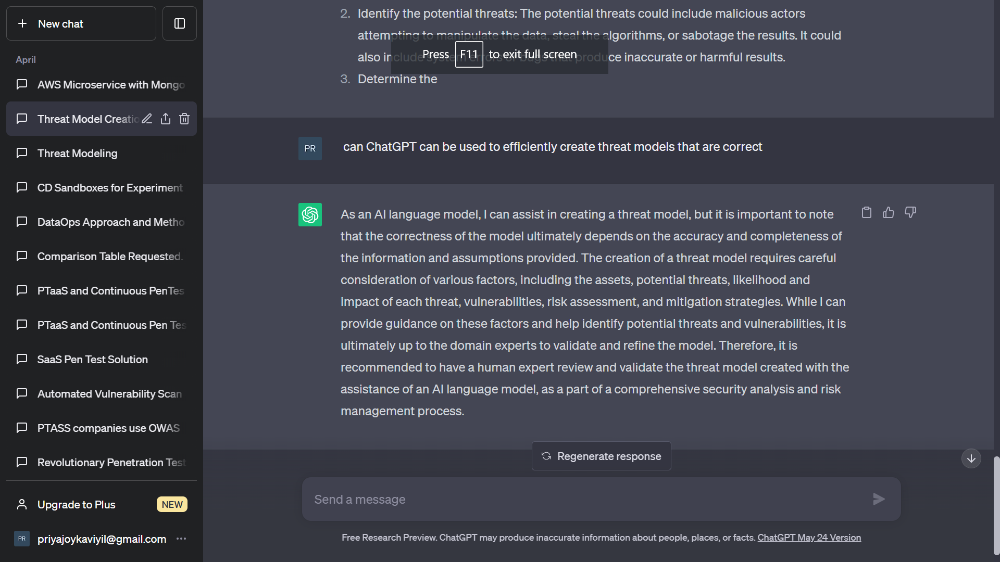 New chat
April
AWS Microservice with Mongo
Threat Model Creatio
Threat Modeling
CD Sandboxes for Experiment
DataOps Approach and Metho
Comparison Table Requested.
PTaaS and Continuous PenTes
PTaaS and Continuous Pen Tes
SaaS Pen Test Solution
Automated Vulnerability Scan
PTASS companies use OWAS
Revolutionary Penetration Test
Upgrade to Plus NEW
PR priyajoykaviyil@gmail.com
2. Identify the potential threats: The potential threats could include malicious actors
attempting to manipulate the data, steal the algorithms, or sabotage the results. It could
also include system errors or bugs that produce inaccurate or harmful results.
Press F11 to exit full screen
3. Determine the
PR can ChatGPT can be used to efficiently create threat models that are correct
As an AI language model, I can assist in creating a threat model, but it is important to note
that the correctness of the model ultimately depends on the accuracy and completeness of
the information and assumptions provided. The creation of a threat model requires careful
consideration of various factors, including the assets, potential threats, likelihood and
impact of each threat, vulnerabilities, risk assessment, and mitigation strategies. While I can
provide guidance on these factors and help identify potential threats and vulnerabilities, it is
ultimately up to the domain experts to validate and refine the model. Therefore, it is
recommended to have a human expert review and validate the threat model created with the
assistance of an AI language model, as a part of a comprehensive security analysis and risk
management process.
Regenerate response
Send a message
Free Research Preview. ChatGPT may produce inaccurate information about people, places, or facts. ChatGPT May 24 Version